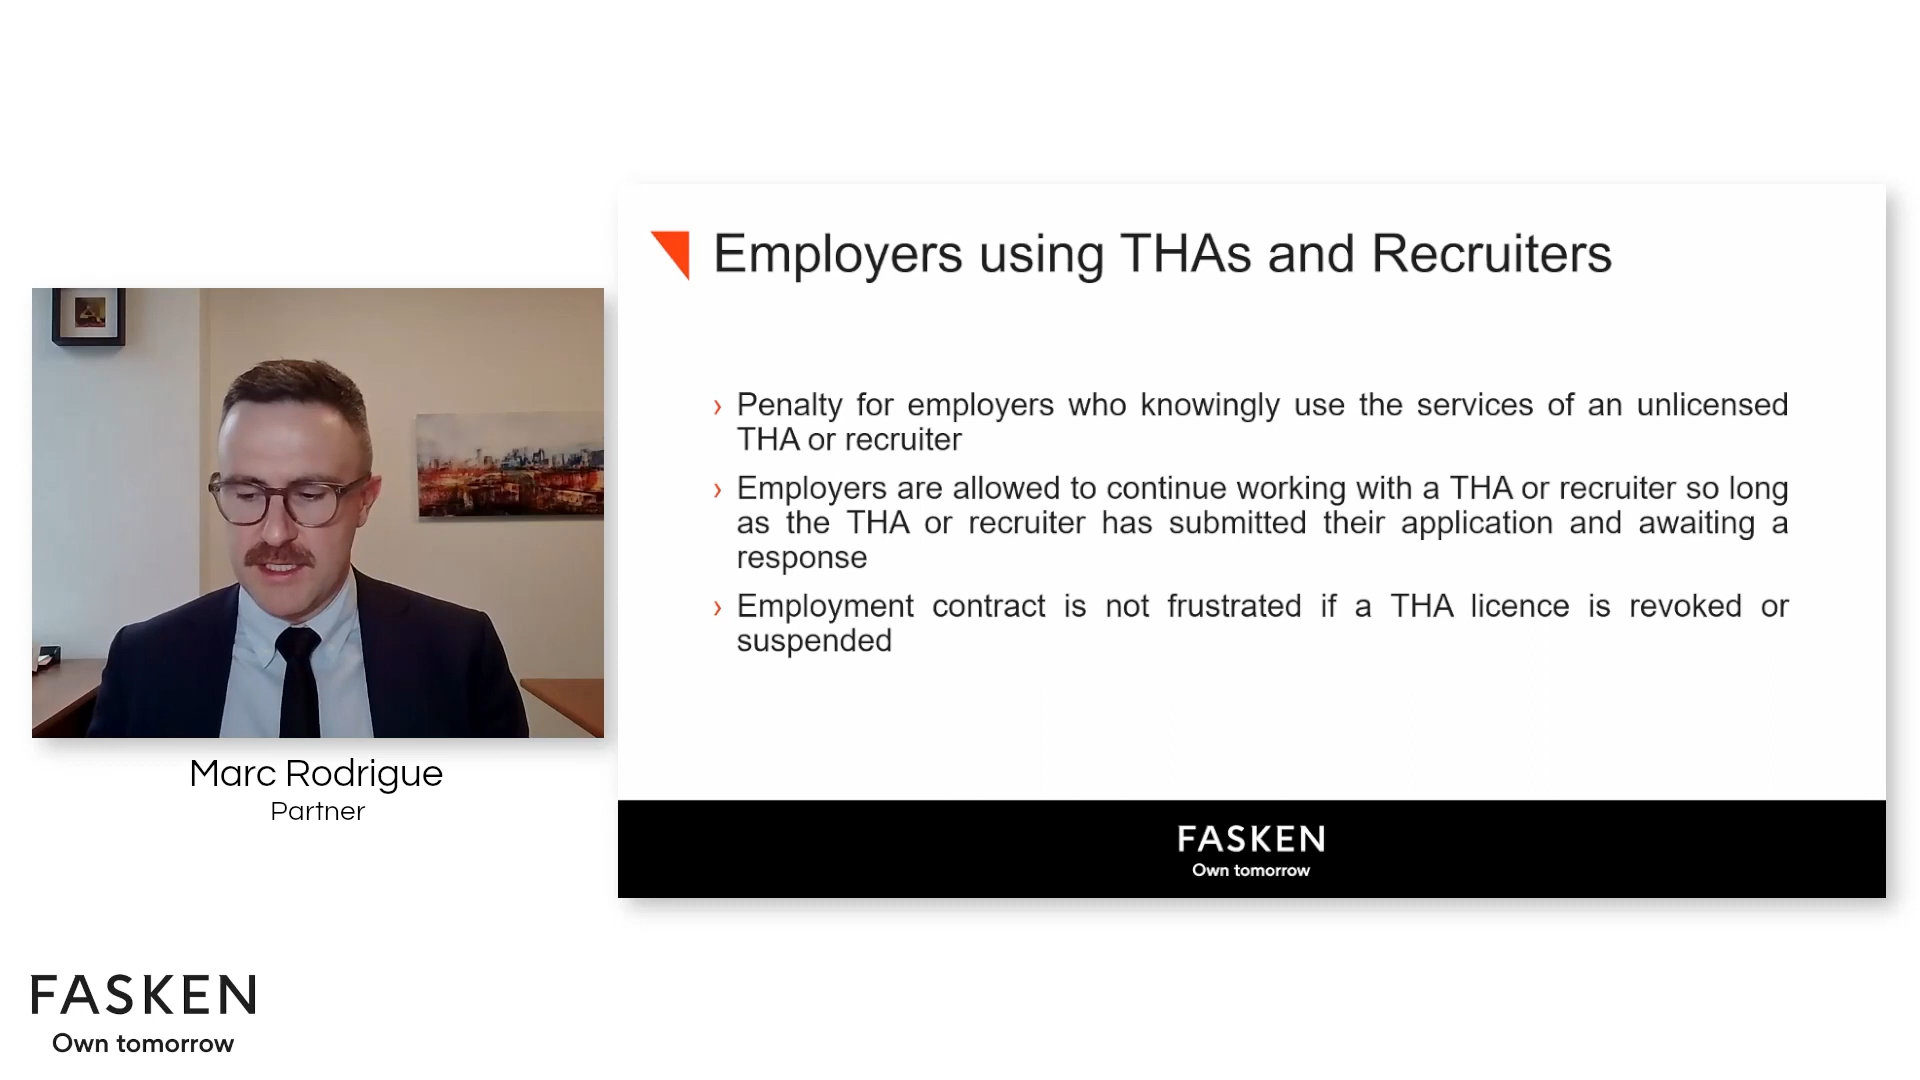 Employers using THAs and Recruiters
› Penalty for employers who knowingly use the services of an unlicensed
THA or recruiter
› Employers are allowed to continue working with a THA or recruiter so long
as the THA or recruiter has submitted their application and awaiting a
response
› Employment contract is not frustrated if a THA licence is revoked or
suspended
FASKEN
Own tomorrow
Marc Rodrigue
Partner
FASKEN
Own tomorrow